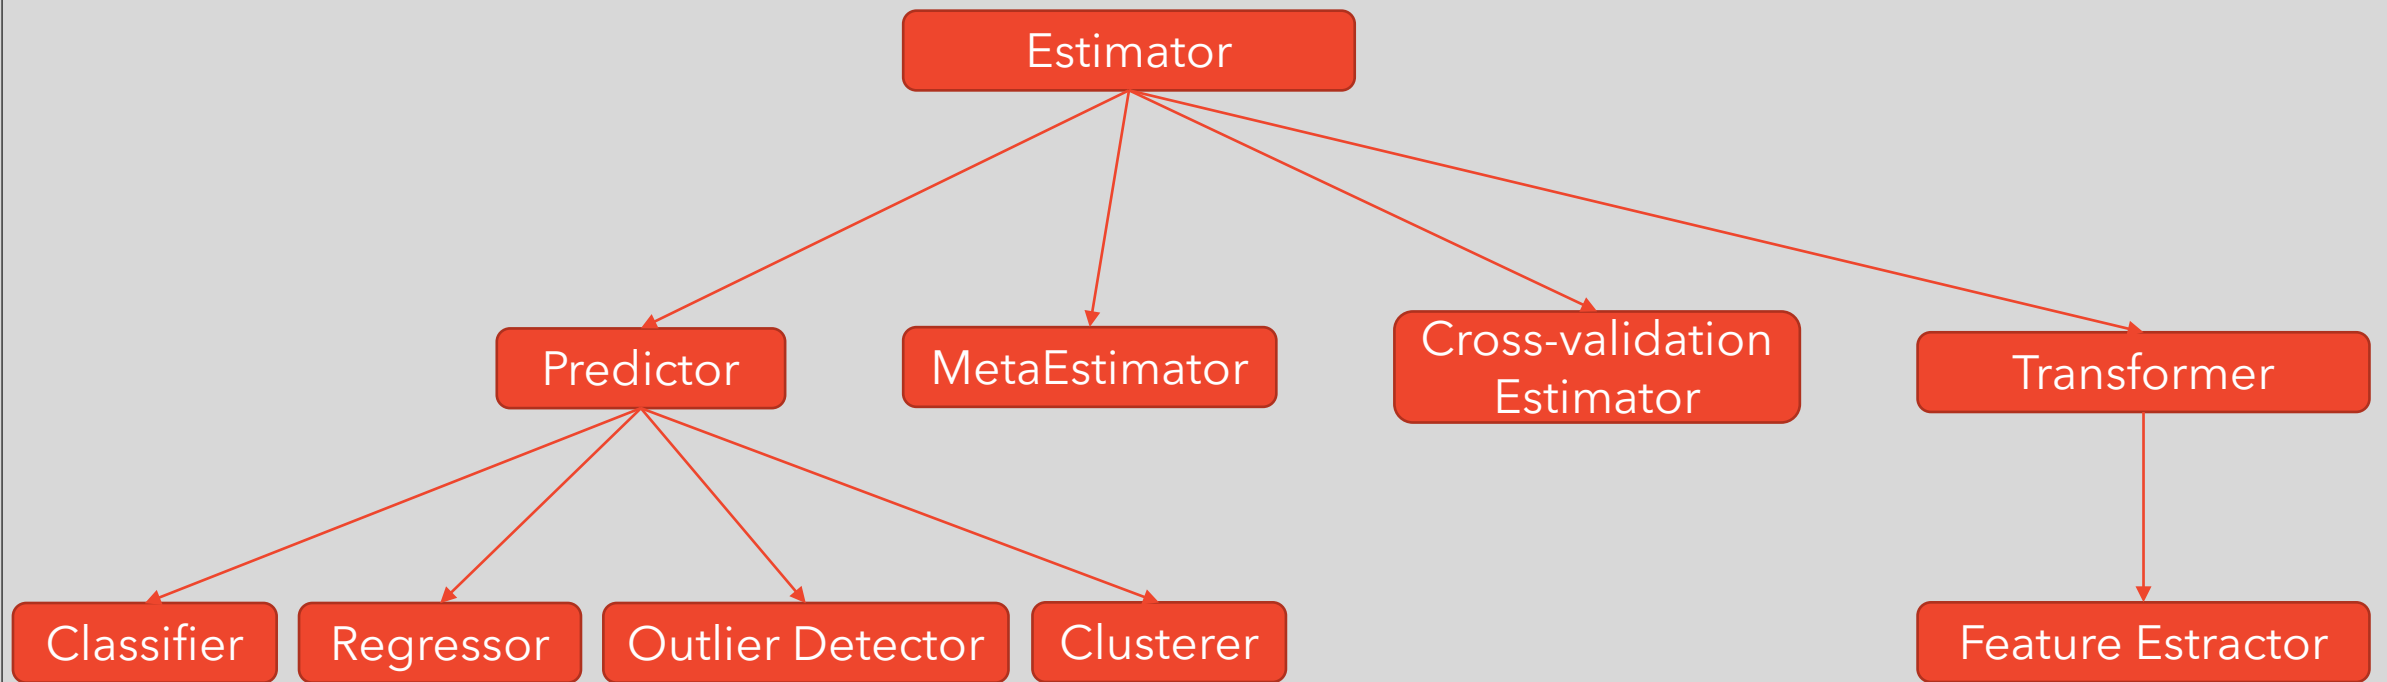 Estimator
Predictor
MetaEstimator
Cross-validation
Estimator
Transformer
Classifier
Regressor
Outlier Detector
Clusterer
Feature Estractor